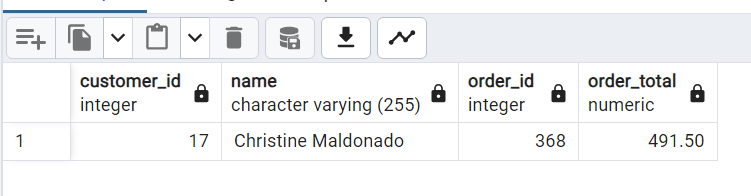 customer_id name order_id order_total
integer character varying (255) integer numeric
1 17 Christine Maldonado 368 491.50